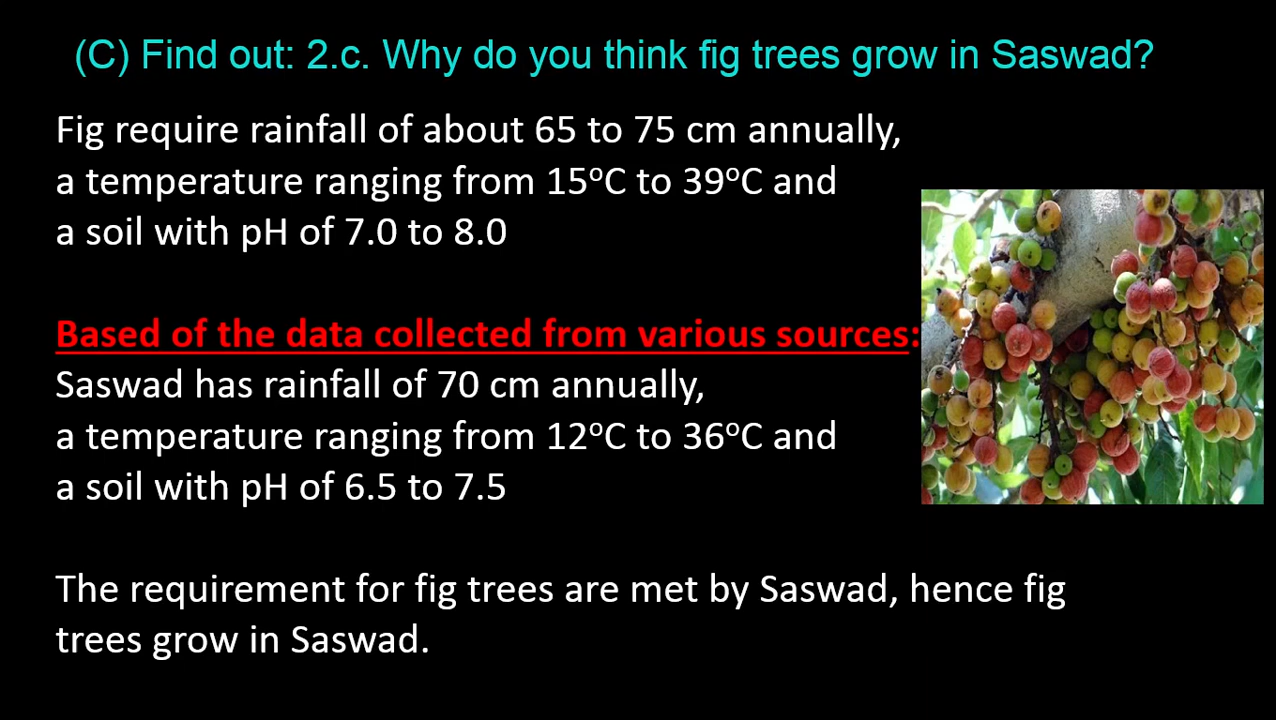 (C) Find out: 2.c. Why do you think fig trees grow in Saswad?
Fig require rainfall of about 65 to 75 cm annually,
a temperature ranging from 15ºC to 39ºC and
a soil with pH of 7.0 to 8.0
Based of the data collected from various sources:
Saswad has rainfall of 70 cm annually,
a temperature ranging from 12ºC to 36ºC and
a soil with pH of 6.5 to 7.5
The requirement for fig trees are met by Saswad, hence fig
trees grow in Saswad.